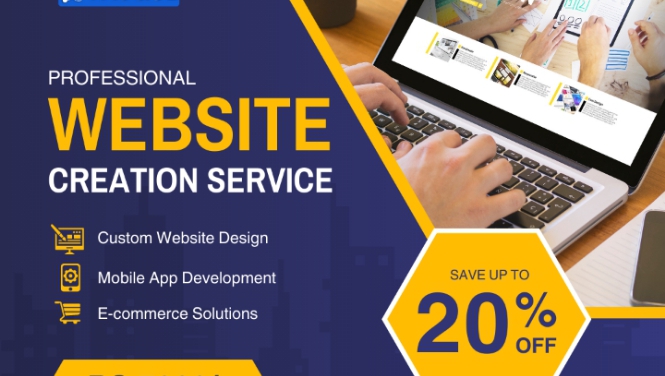 PROFESSIONAL
WEBSITE
CREATION SERVICE
Custom Website Design
Mobile App Development
E-commerce Solutions
SAVE UP TO
20%
OFF